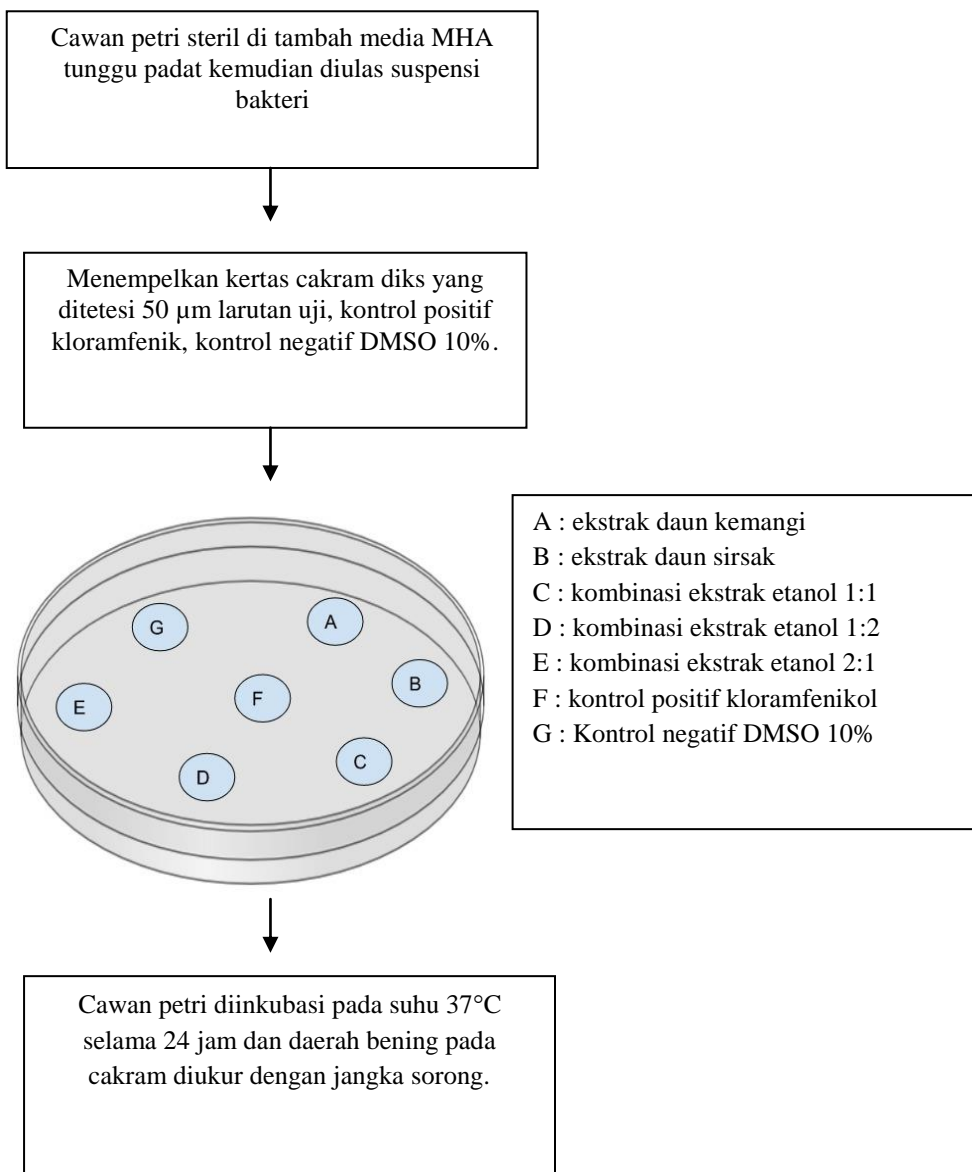 Cawan petri steril di tambah media MHA
tunggu padat kemudian diulas suspensi
bakteri
Menempelkan kertas cakram diks yang
ditetesi 50 µm larutan uji, kontrol positif
kloramfenik, kontrol negatif DMSO 10%.
G
A
E
F
B
D
C
A : ekstrak daun kemangi
B : ekstrak daun sirsak
C : kombinasi ekstrak etanol 1:1
D : kombinasi ekstrak etanol 1:2
E : kombinasi ekstrak etanol 2:1
F : kontrol positif kloramfenikol
G : Kontrol negatif DMSO 10%
Cawan petri diinkubasi pada suhu 37°C
selama 24 jam dan daerah bening pada
cakram diukur dengan jangka sorong.